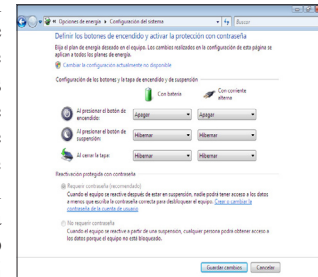 Opciones de energía ▸ Configuración del sistema
Buscar
Definir los botones de encendido y activar la protección con contraseña
Elija el plan de energía deseado en el equipo. Los cambios realizados en la configuración de esta página se
aplican a todos los planes de energía.
Cambiar la configuración actualmente no disponible
Configuración de los botones y la tapa de encendido y de suspensión
Con batería
Con corriente
alterna
Al presionar el botón de
encendido:
Apagar
Apagar
Al presionar el botón de
suspensión:
Hibernar
Hibernar
Al cerrar la tapa:
Hibernar
Hibernar
Reactivación protegida con contraseña
Requerir contraseña (recomendado)
Cuando el equipo se reactive después de estar en suspensión, nadie podrá tener acceso a los datos
a menos que escriba la contraseña correcta para desbloquear el equipo. Crear o cambiar la
contraseña de la cuenta de usuario
No requerir contraseña
Cuando el equipo se reactive a partir de una suspensión, cualquier persona podrá obtener acceso a
los datos porque el equipo no está bloqueado.
Guardar cambios
Cancelar